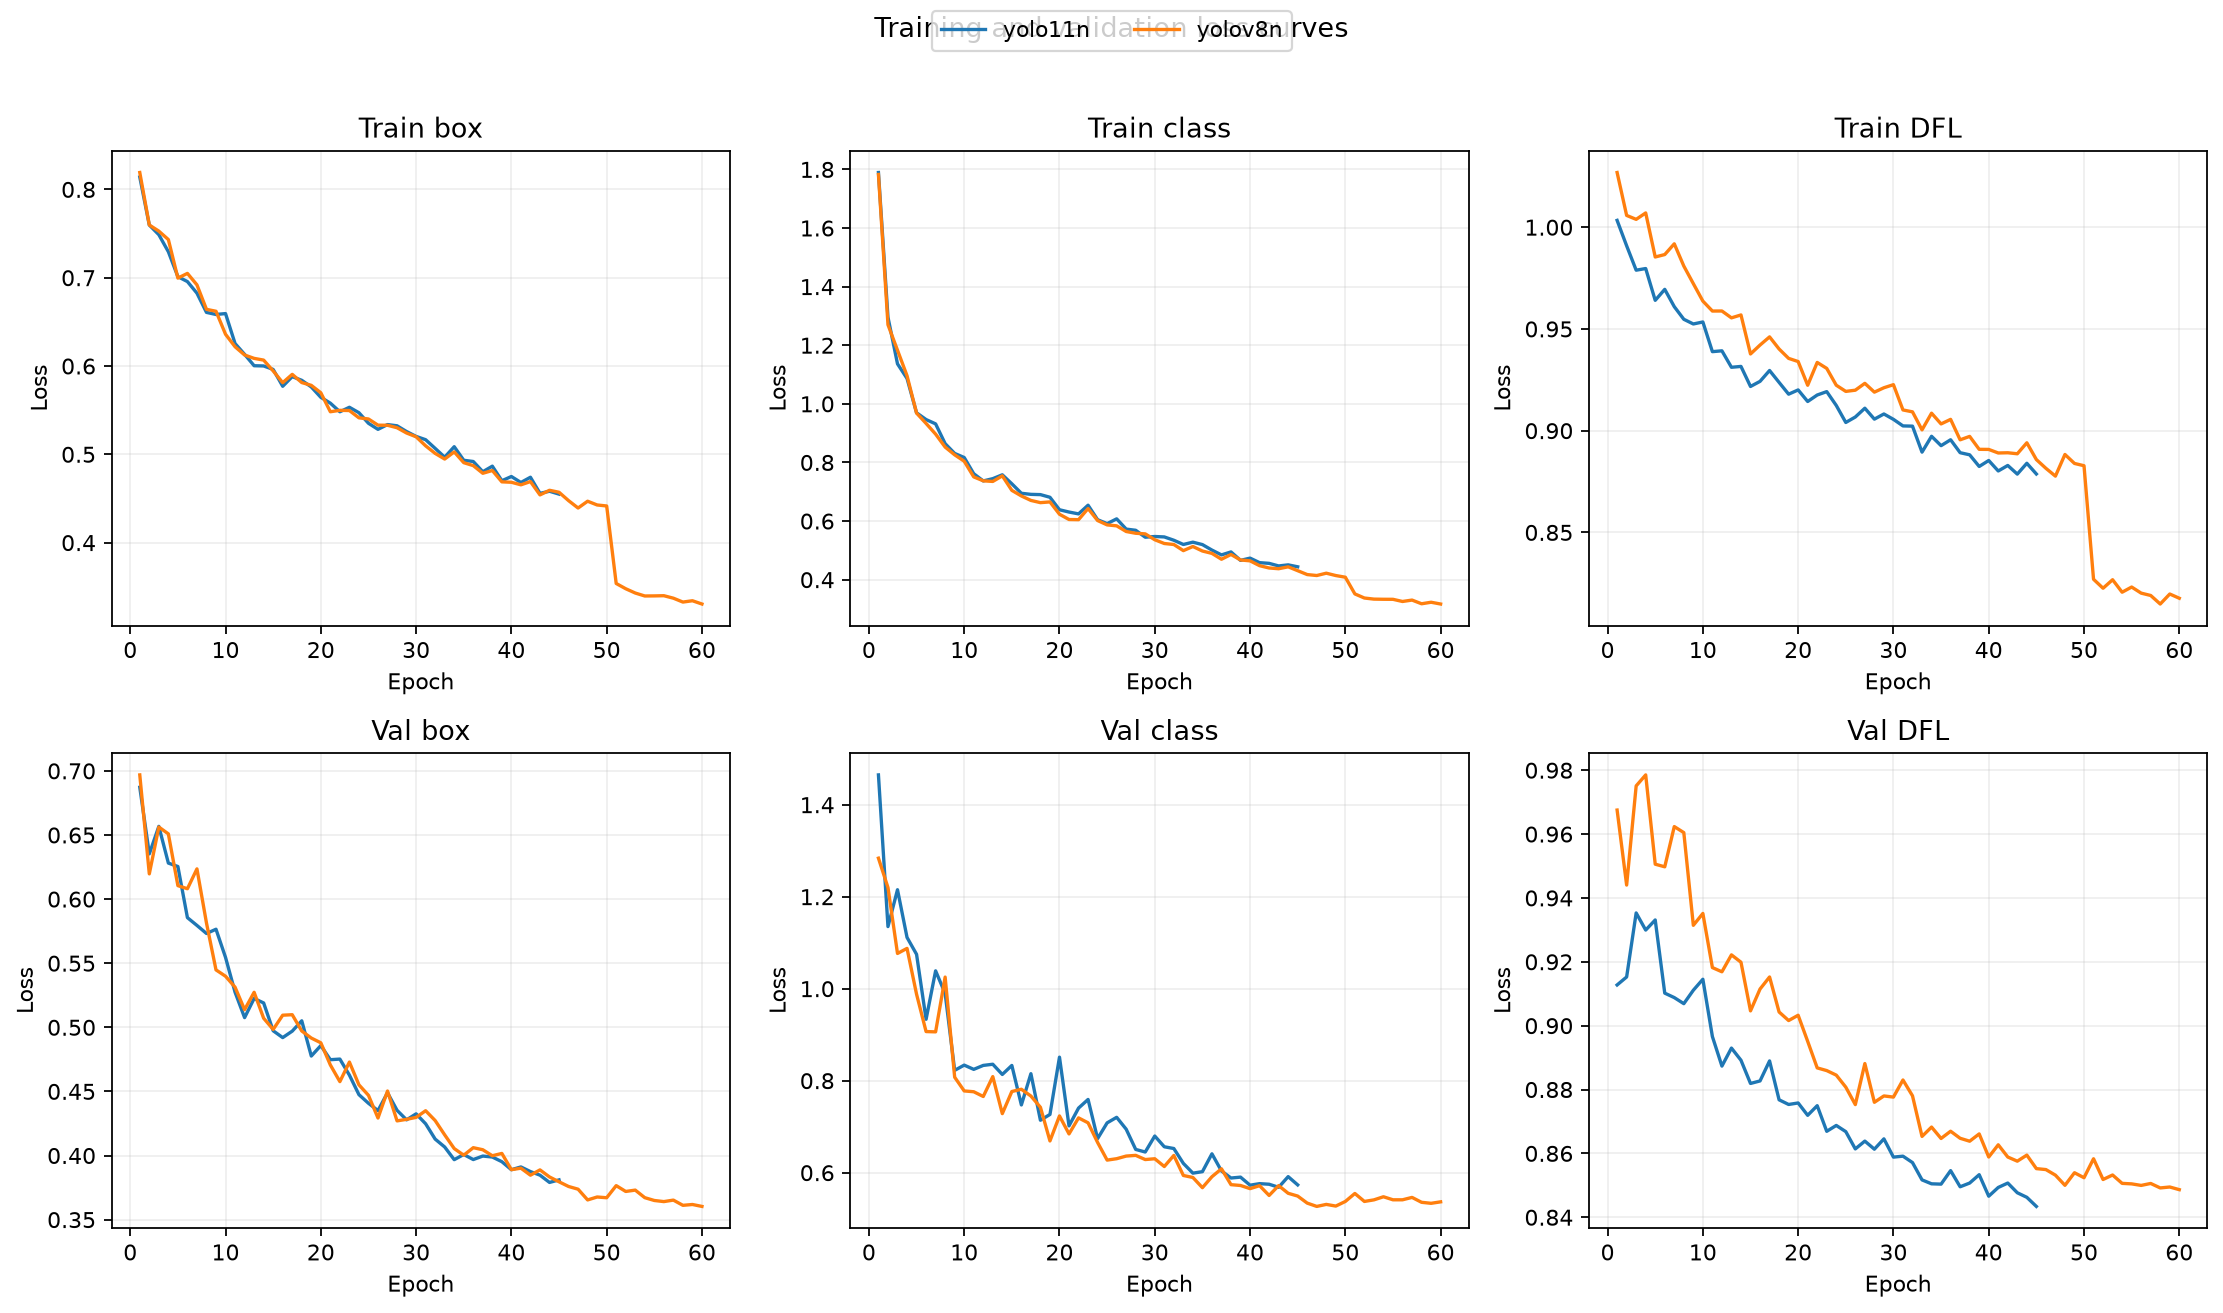 Training and validation loss curves
yolo11n yolov8n
Train box
Train class
Train DFL
0.8
0.7
0.6
0.5
0.4
Loss
0 10 20 30 40 50 60
Epoch
1.8
1.6
1.4
1.2
1.0
0.8
0.6
0.4
Loss
0 10 20 30 40 50 60
Epoch
1.00
0.95
0.90
0.85
Loss
0 10 20 30 40 50 60
Epoch
Val box
Val class
Val DFL
0.70
0.65
0.60
0.55
0.50
0.45
0.40
0.35
Loss
0 10 20 30 40 50 60
Epoch
1.4
1.2
1.0
0.8
0.6
Loss
0 10 20 30 40 50 60
Epoch
0.98
0.96
0.94
0.92
0.90
0.88
0.86
0.84
Loss
0 10 20 30 40 50 60
Epoch